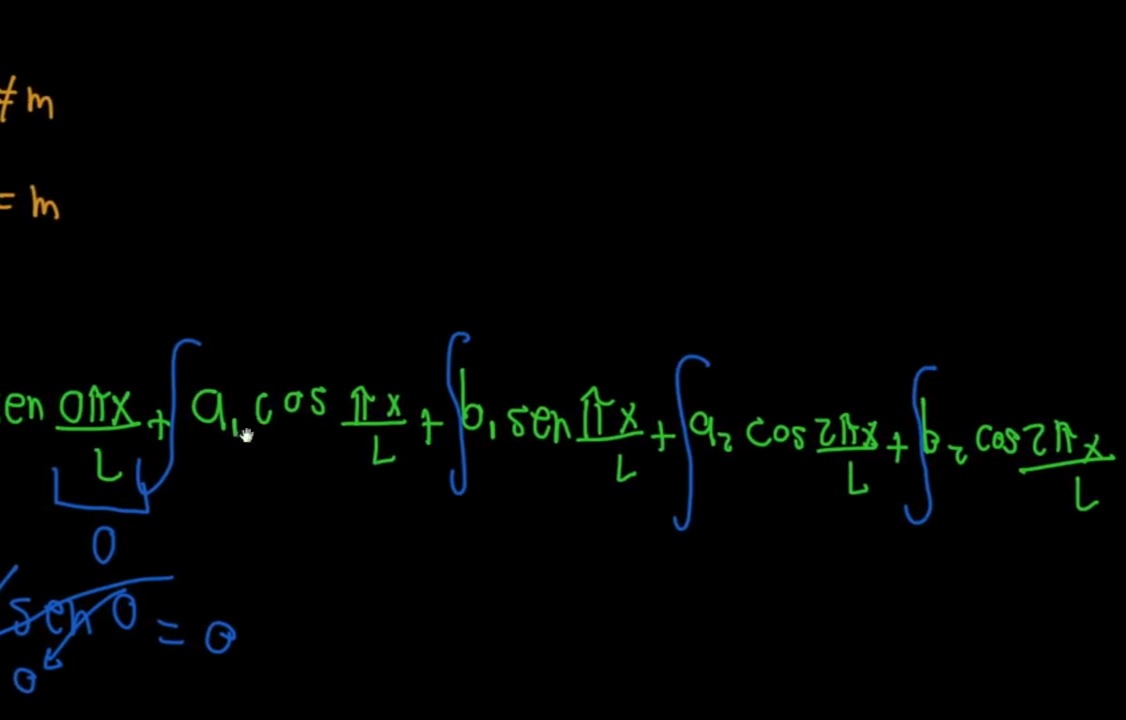 ≠ m
= m
en 0πx/L + ∫ a₁ cos πx/L + ∫ b₁ sen πx/L + ∫ a₂ cos 2πx/L + ∫ b₂ cos 2πx/L
0
sen 0 = 0
0